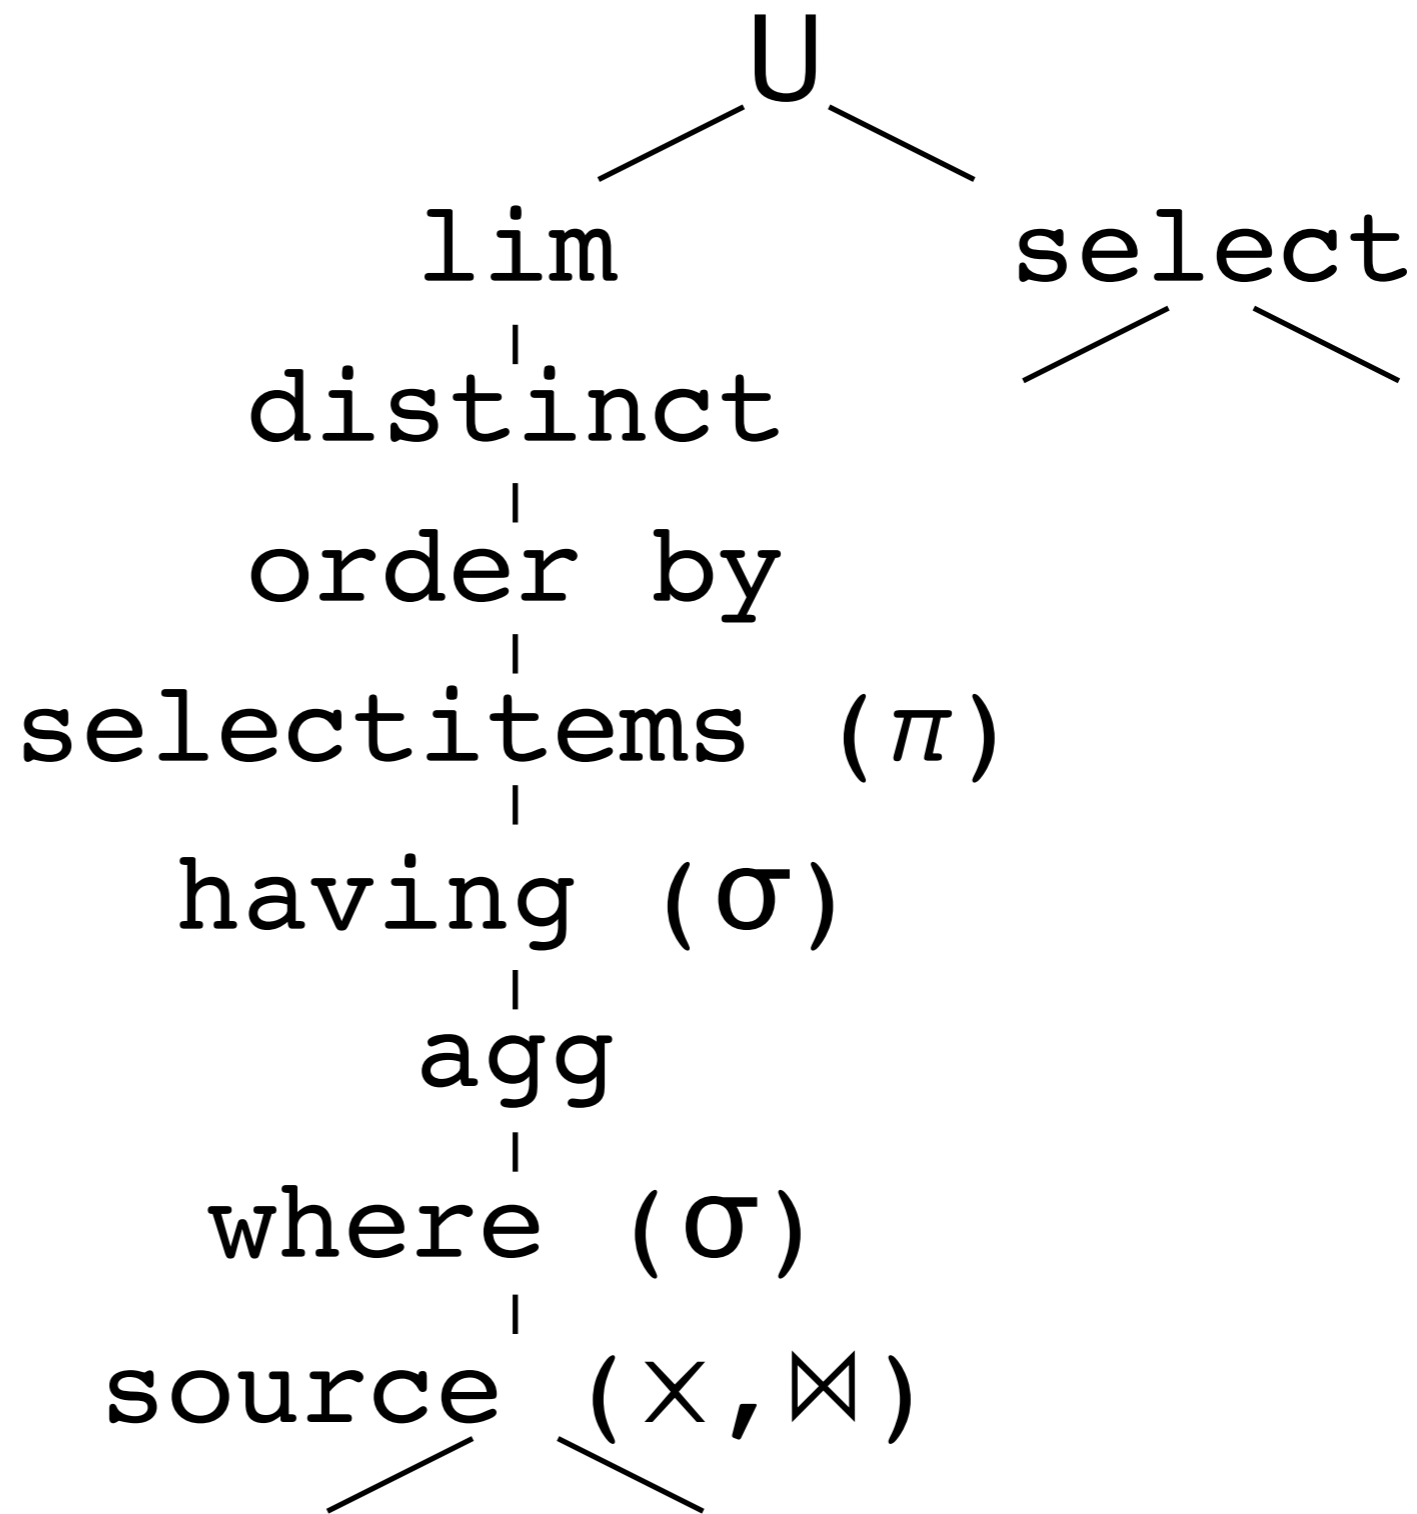 U
lim select
distinct
order by
selectitems (π)
having (σ)
agg
where (σ)
source (×,⋈)